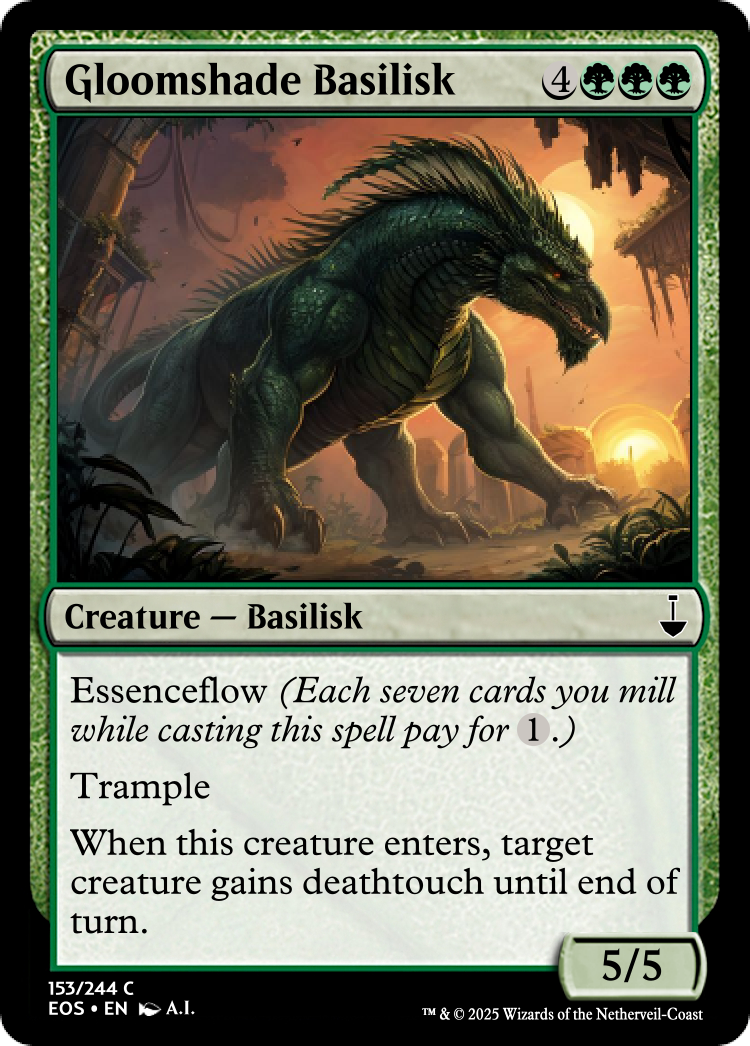 Gloomshade Basilisk 4
Creature — Basilisk
Essenceflow (Each seven cards you mill
while casting this spell pay for 1.)
Trample
When this creature enters, target
creature gains deathtouch until end of
turn.
5/5
153/244 C
EOS • EN A.I.
™ & © 2025 Wizards of the Netherveil-Coast